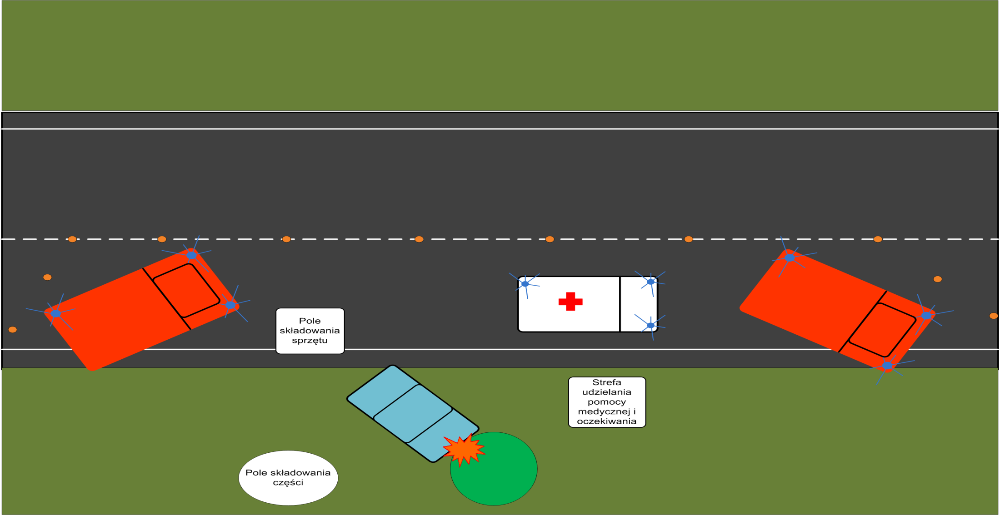 Pole
składowania
sprzętu
Strefa
udzielania
pomocy
medycznej i
oczekiwania
Pole składowania
części